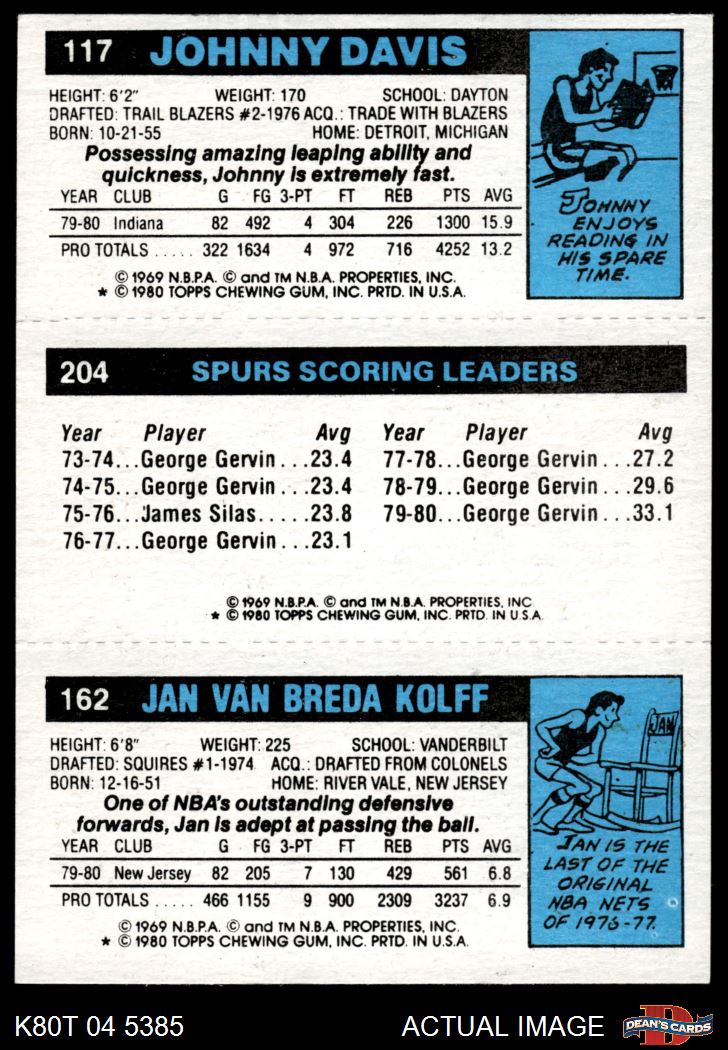 117 JOHNNY DAVIS
HEIGHT: 6'2" WEIGHT: 170 SCHOOL: DAYTON
DRAFTED: TRAIL BLAZERS #2-1976 ACQ.: TRADE WITH BLAZERS
BORN: 10-21-55 HOME: DETROIT, MICHIGAN
Possessing amazing leaping ability and
quickness, Johnny is extremely fast.
YEAR CLUB G FG 3-PT FT REB PTS AVG
79-80 Indiana 82 492 4 304 226 1300 15.9
PRO TOTALS ..... 322 1634 4 972 716 4252 13.2
© 1969 N.B.P.A. © and TM N.B.A. PROPERTIES, INC.
* © 1980 TOPPS CHEWING GUM, INC. PRTD. IN U.S.A.
JOHNNY
ENJOYS
READING IN
HIS SPARE
TIME.
204 SPURS SCORING LEADERS
Year Player Avg Year Player Avg
73-74...George Gervin...23.4 77-78...George Gervin...27.2
74-75...George Gervin...23.4 78-79...George Gervin...29.6
75-76...James Silas.....23.8 79-80...George Gervin...33.1
76-77...George Gervin...23.1
© 1969 N.B.P.A. © and TM N.B.A. PROPERTIES, INC.
* © 1980 TOPPS CHEWING GUM, INC. PRTD. IN U.S.A.
162 JAN VAN BREDA KOLFF
HEIGHT: 6'8" WEIGHT: 225 SCHOOL: VANDERBILT
DRAFTED: SQUIRES #1-1974 ACQ.: DRAFTED FROM COLONELS
BORN: 12-16-51 HOME: RIVER VALE, NEW JERSEY
One of NBA's outstanding defensive
forwards, Jan is adept at passing the ball.
YEAR CLUB G FG 3-PT FT REB PTS AVG
79-80 New Jersey 82 205 7 130 429 561 6.8
PRO TOTALS ..... 466 1155 9 900 2309 3237 6.9
© 1969 N.B.P.A. © and TM N.B.A. PROPERTIES, INC.
* © 1980 TOPPS CHEWING GUM, INC. PRTD. IN U.S.A.
JAN
JAN IS THE
LAST OF THE
ORIGINAL
NBA NETS
OF 1976-77.
K80T 04 5385 ACTUAL IMAGE
D
DEAN'S CARDS